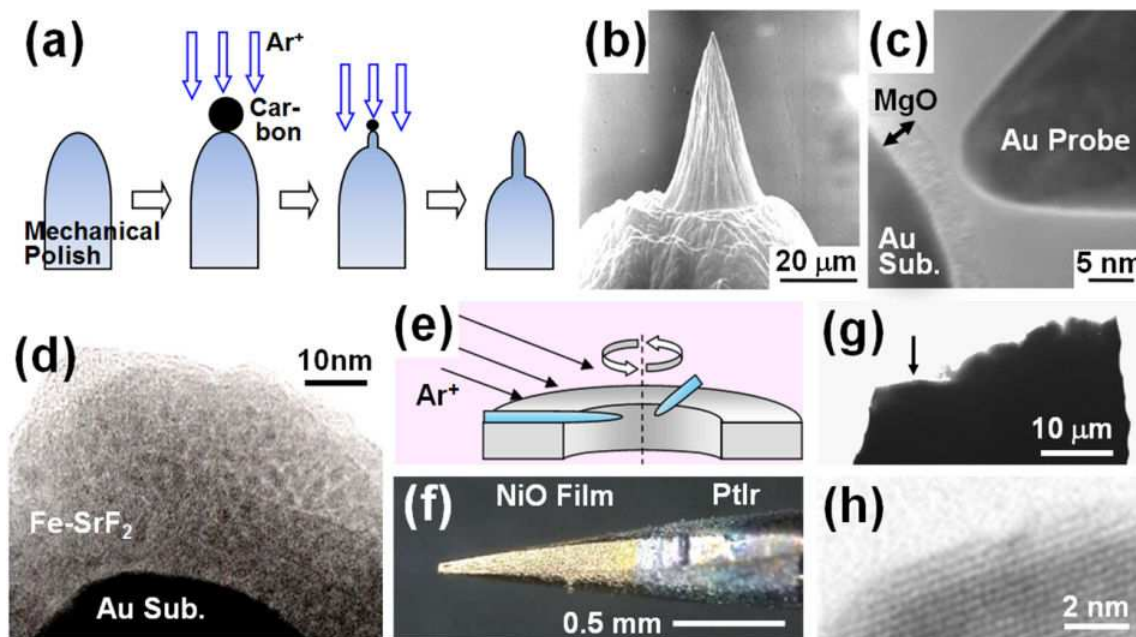 (a)
Ar+
Car-
bon
Mechanical
Polish
(b)
20 μm
(c)
MgO
Au Probe
Au
Sub.
5 nm
(d)
10nm
Fe-SrF₂
Au Sub.
(e)
Ar+
(f)
NiO Film
PtIr
0.5 mm
(g)
10 μm
(h)
2 nm